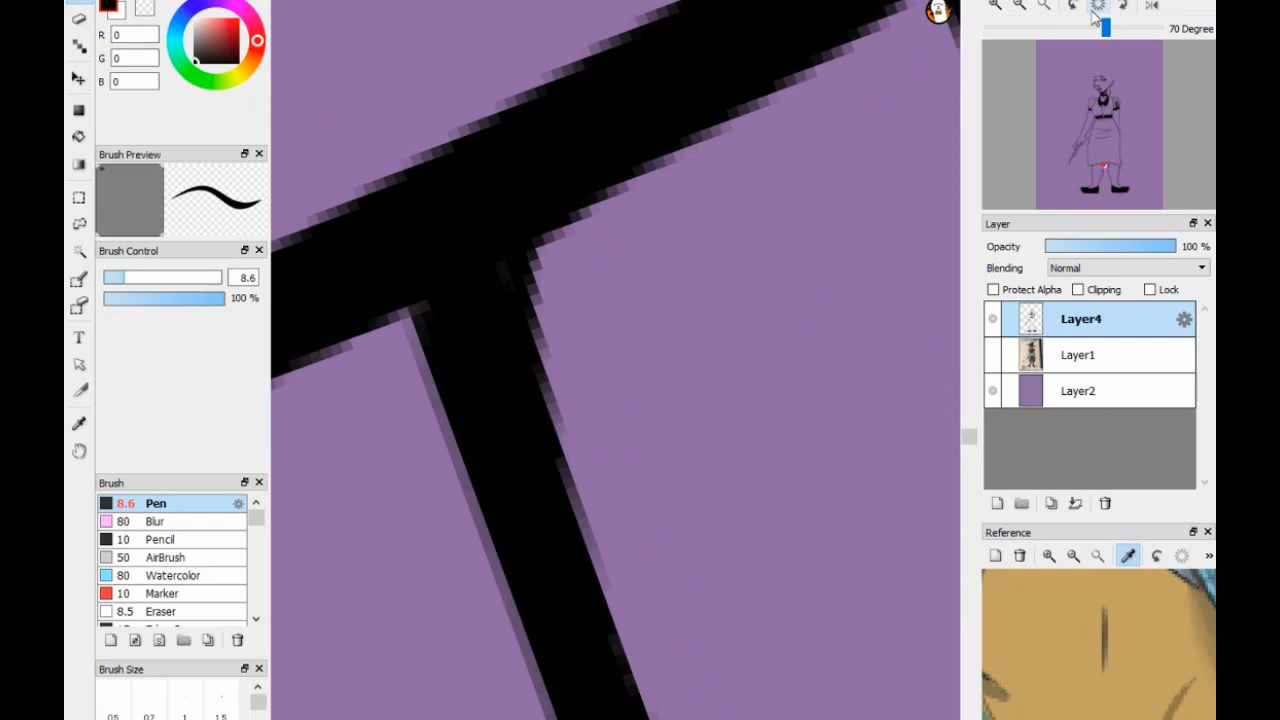 R 0
G 0
B 0
70 Degree
Brush Preview
Brush Control
8.6
100 %
Brush
8.6 Pen
80 Blur
10 Pencil
50 AirBrush
80 Watercolor
10 Marker
8.5 Eraser
Brush Size
05 07 1 1.5
Layer
Opacity 100 %
Blending Normal
Protect Alpha Clipping Lock
Layer4
Layer1
Layer2
Reference